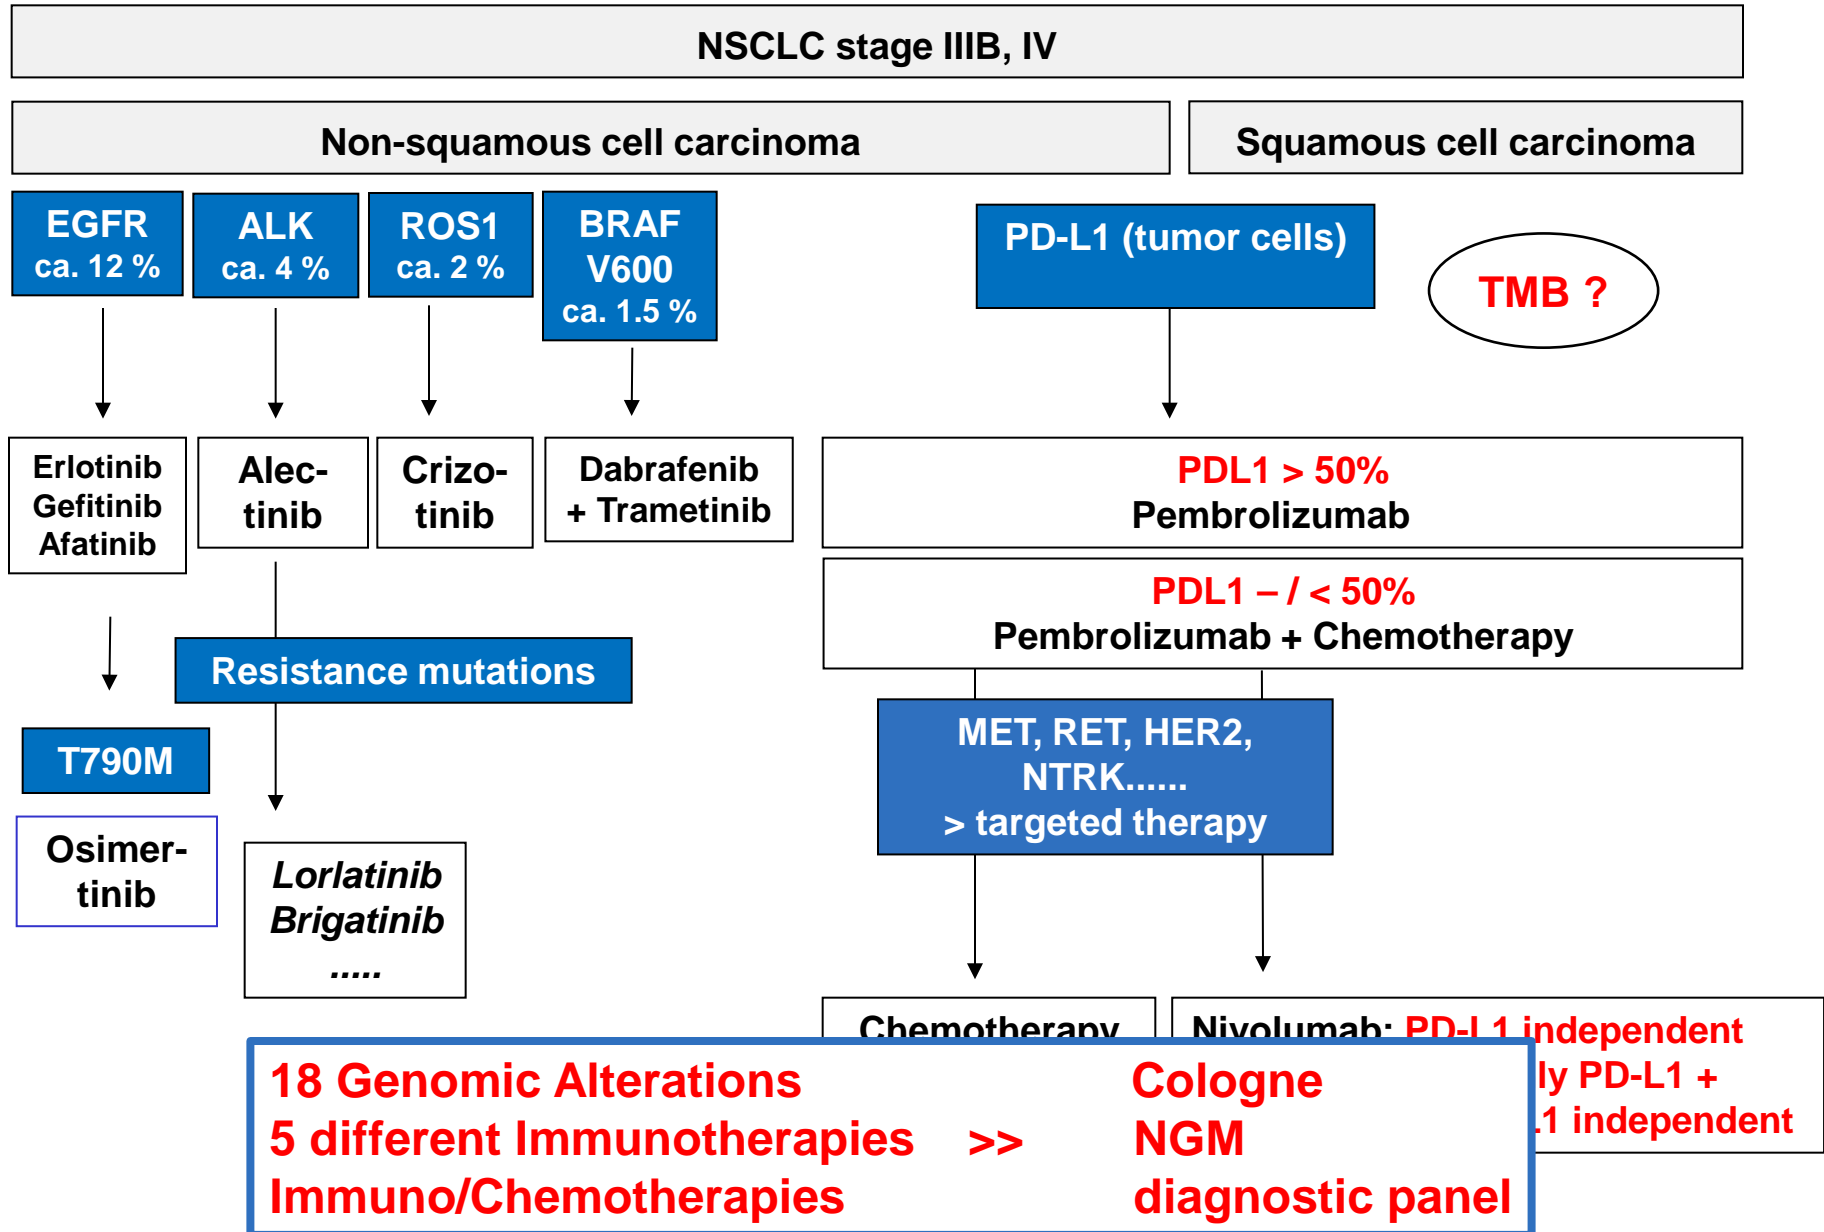 NSCLC stage IIIB, IV
Non-squamous cell carcinoma
Squamous cell carcinoma
EGFR
ca. 12 %
ALK
ca. 4 %
ROS1
ca. 2 %
BRAF
V600
ca. 1.5 %
PD-L1 (tumor cells)
TMB ?
Erlotinib
Gefitinib
Afatinib
Alec-
tinib
Crizo-
tinib
Dabrafenib
+ Trametinib
PDL1 > 50%
Pembrolizumab
PDL1 – / < 50%
Pembrolizumab + Chemotherapy
Resistance mutations
T790M
Osimer-
tinib
Lorlatinib
Brigatinib
.....
MET, RET, HER2,
NTRK......
> targeted therapy
Chemotherapy
Nivolumab: PD-L1 independent
PD-L1 +
independent
18 Genomic Alterations Cologne
5 different Immunotherapies >> NGM
Immuno/Chemotherapies diagnostic panel